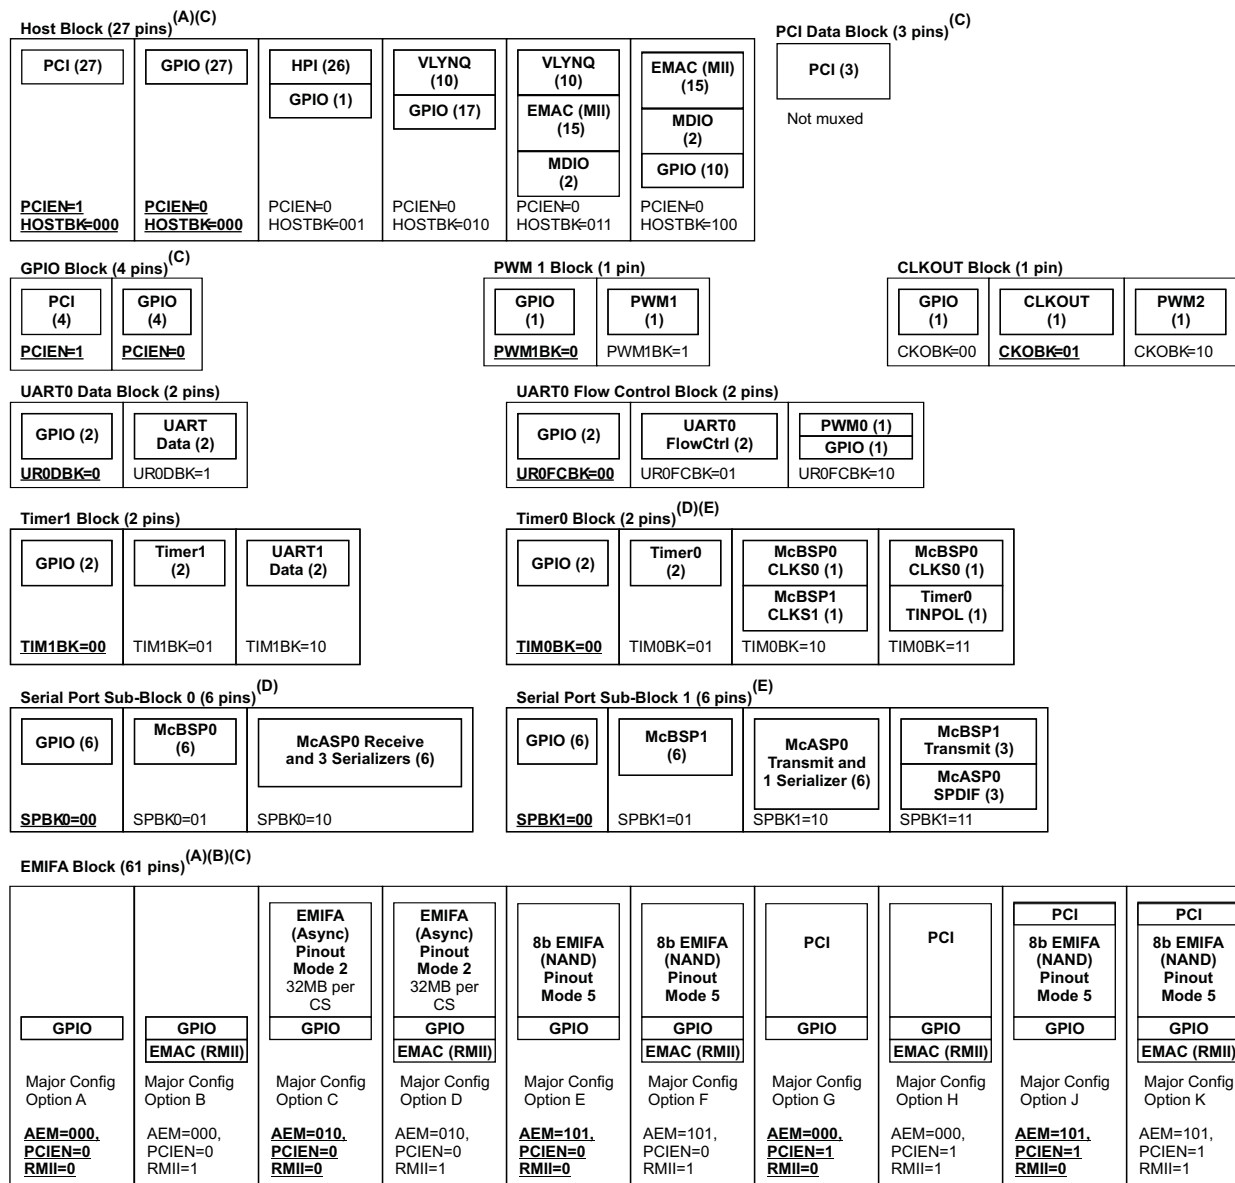 Host Block (27 pins)(A)(C)
PCI (27)
PCIEN=1
HOSTBK=000
GPIO (27)
PCIEN=0
HOSTBK=000
HPI (26)
GPIO (1)
PCIEN=0
HOSTBK=001
VLYNQ
(10)
GPIO (17)
PCIEN=0
HOSTBK=010
VLYNQ
(10)
EMAC (MII)
(15)
MDIO
(2)
PCIEN=0
HOSTBK=011
EMAC (MII)
(15)
MDIO
(2)
GPIO (10)
PCIEN=0
HOSTBK=100
PCI Data Block (3 pins)(C)
PCI (3)
Not muxed
GPIO Block (4 pins)(C)
PCI
(4)
PCIEN=1
GPIO
(4)
PCIEN=0
PWM 1 Block (1 pin)
GPIO
(1)
PWM1BK=0
PWM1
(1)
PWM1BK=1
CLKOUT Block (1 pin)
GPIO
(1)
CKOBK=00
CLKOUT
(1)
CKOBK=01
PWM2
(1)
CKOBK=10
UART0 Data Block (2 pins)
GPIO (2)
UR0DBK=0
UART
Data (2)
UR0DBK=1
UART0 Flow Control Block (2 pins)
GPIO (2)
UR0FCBK=00
UART0
FlowCtrl (2)
UR0FCBK=01
PWM0 (1)
GPIO (1)
UR0FCBK=10
Timer1 Block (2 pins)
GPIO (2)
TIM1BK=00
Timer1
(2)
TIM1BK=01
UART1
Data (2)
TIM1BK=10
Timer0 Block (2 pins)(D)(E)
GPIO (2)
TIM0BK=00
Timer0
(2)
TIM0BK=01
McBSP0
CLKS0 (1)
McBSP1
CLKS1 (1)
TIM0BK=10
McBSP0
CLKS0 (1)
Timer0
TINPOL (1)
TIM0BK=11
Serial Port Sub-Block 0 (6 pins)(D)
GPIO (6)
SPBK0=00
McBSP0
(6)
SPBK0=01
McASP0 Receive
and 3 Serializers (6)
SPBK0=10
Serial Port Sub-Block 1 (6 pins)(E)
GPIO (6)
SPBK1=00
McBSP1
(6)
SPBK1=01
McASP0
Transmit and
1 Serializer (6)
SPBK1=10
McBSP1
Transmit (3)
McASP0
SPDIF (3)
SPBK1=11
EMIFA Block (61 pins)(A)(B)(C)
GPIO
Major Config
Option A
AEM=000,
PCIEN=0
RMII=0
GPIO
EMAC (RMII)
Major Config
Option B
AEM=000,
PCIEN=0
RMII=1
EMIFA
(Async)
Pinout
Mode 2
32MB per
CS
GPIO
Major Config
Option C
AEM=010,
PCIEN=0
RMII=0
EMIFA
(Async)
Pinout
Mode 2
32MB per
CS
GPIO
EMAC (RMII)
Major Config
Option D
AEM=010,
PCIEN=0
RMII=1
8b EMIFA
(NAND)
Pinout
Mode 5
GPIO
Major Config
Option E
AEM=101,
PCIEN=0
RMII=0
8b EMIFA
(NAND)
Pinout
Mode 5
GPIO
EMAC (RMII)
Major Config
Option F
AEM=101,
PCIEN=0
RMII=1
PCI
GPIO
Major Config
Option G
AEM=000,
PCIEN=1
RMII=0
PCI
GPIO
EMAC (RMII)
Major Config
Option H
AEM=000,
PCIEN=1
RMII=1
PCI
8b EMIFA
(NAND)
Pinout
Mode 5
GPIO
Major Config
Option J
AEM=101,
PCIEN=1
RMII=0
PCI
8b EMIFA
(NAND)
Pinout
Mode 5
GPIO
EMAC (RMII)
Major Config
Option K
AEM=101,
PCIEN=1
RMII=1